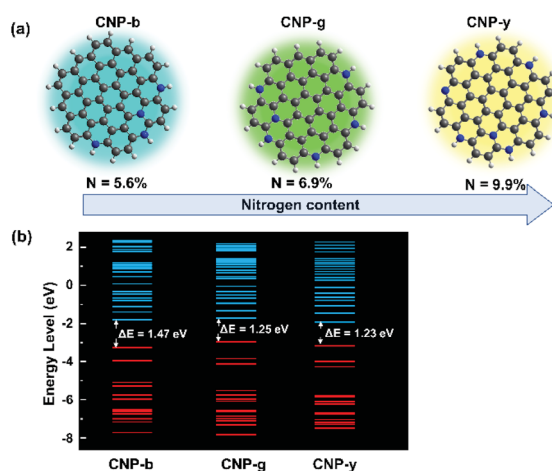 (a)
CNP-b CNP-g CNP-y
N = 5.6% N = 6.9% N = 9.9%
Nitrogen content
(b)
Energy Level (eV)
2
0
-2
-4
-6
-8
ΔE = 1.47 eV ΔE = 1.25 eV ΔE = 1.23 eV
CNP-b CNP-g CNP-y